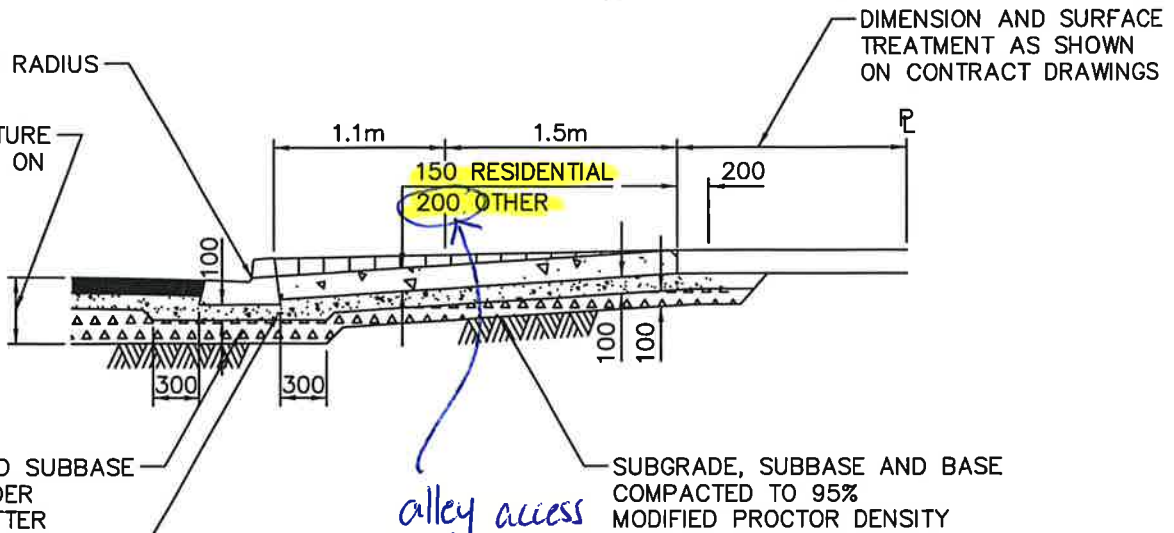 DIMENSION AND SURFACE
TREATMENT AS SHOWN
ON CONTRACT DRAWINGS
RADIUS
TURE
ON
1.1m
1.5m
PL
150 RESIDENTIAL
200 OTHER
200
100
100
100
300
300
SUBBASE
DER
TTER
alley access
SUBGRADE, SUBBASE AND BASE
COMPACTED TO 95%
MODIFIED PROCTOR DENSITY